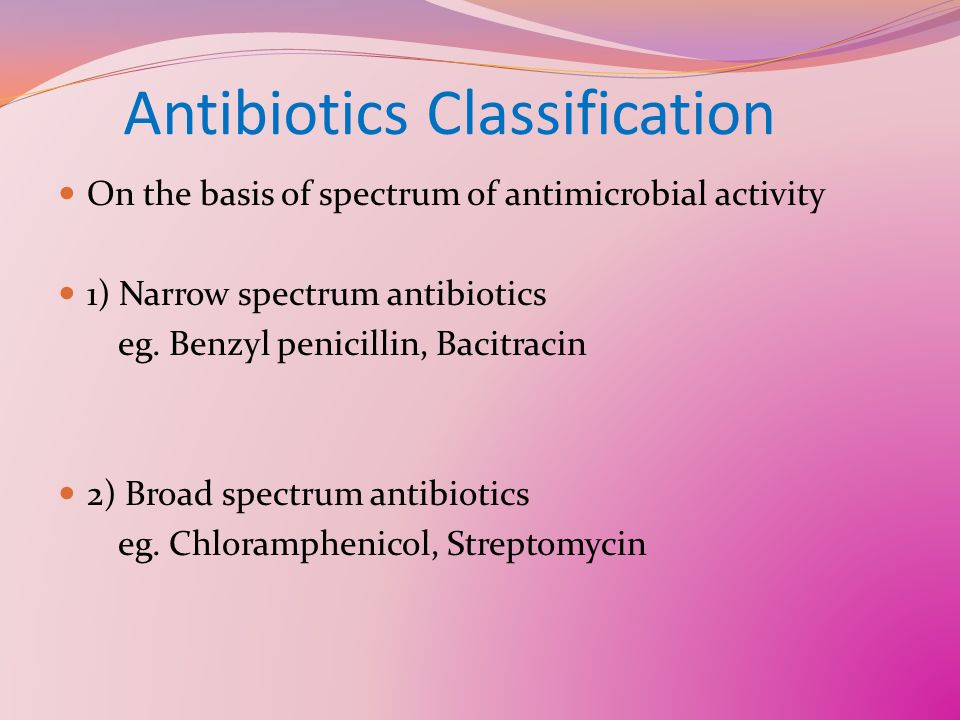 Antibiotics Classification
On the basis of spectrum of antimicrobial activity
1) Narrow spectrum antibiotics
eg. Benzyl penicillin, Bacitracin
2) Broad spectrum antibiotics
eg. Chloramphenicol, Streptomycin